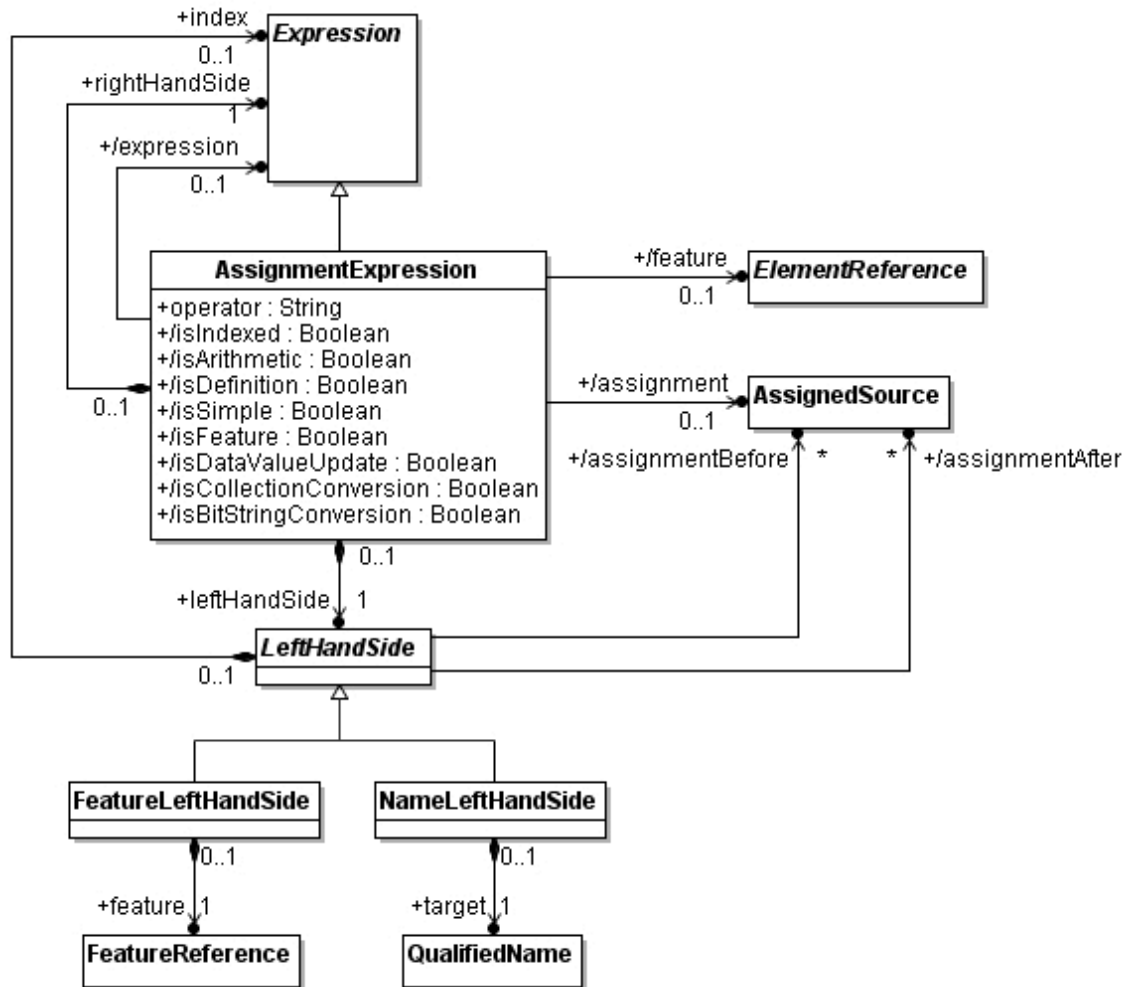 +index
Expression
0..1
+rightHandSide
1
+/expression
0..1
AssignmentExpression
+operator : String
+/isIndexed : Boolean
+/isArithmetic : Boolean
+/isDefinition : Boolean
+/isSimple : Boolean
+/isFeature : Boolean
+/isDataValueUpdate : Boolean
+/isCollectionConversion : Boolean
+/isBitStringConversion : Boolean
0..1
+/feature
0..1
ElementReference
+/assignment
0..1
AssignedSource
+/assignmentBefore
*
*
+/assignmentAfter
0..1
+leftHandSide
1
LeftHandSide
0..1
FeatureLeftHandSide
NameLeftHandSide
0..1
0..1
+feature
1
+target
1
FeatureReference
QualifiedName